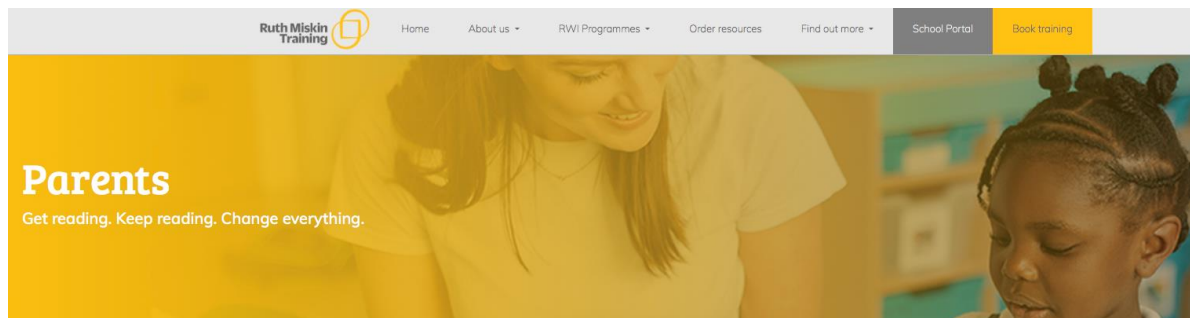 Ruth Miskin
Training
Home
About us
RWI Programmes
Order resources
Find out more
School Portal
Book training
Parents
Get reading. Keep reading. Change everything.